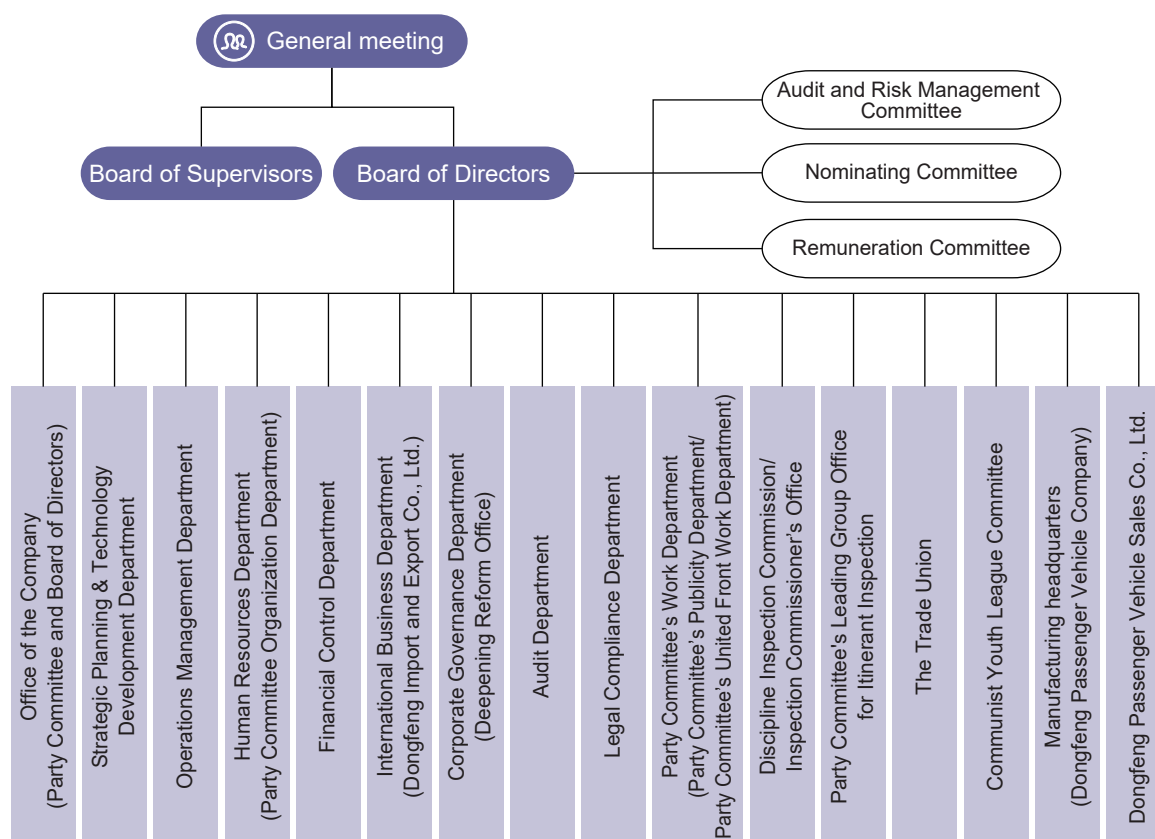 General meeting
Audit and Risk Management
Committee
Board of Supervisors
Board of Directors
Nominating Committee
Remuneration Committee
Office of the Company
(Party Committee and Board of Directors)
Strategic Planning & Technology
Development Department
Operations Management Department
Human Resources Department
(Party Committee Organization Department)
Financial Control Department
International Business Department
(Dongfeng Import and Export Co., Ltd.)
Corporate Governance Department
(Deepening Reform Office)
Audit Department
Legal Compliance Department
Party Committee’s Work Department
(Party Committee’s Publicity Department/
Party Committee’s United Front Work Department)
Discipline Inspection Commission/
Inspection Commissioner’s Office
Party Committee’s Leading Group Office
for Itinerant Inspection
The Trade Union
Communist Youth League Committee
Manufacturing headquarters
(Dongfeng Passenger Vehicle Company)
Dongfeng Passenger Vehicle Sales Co., Ltd.